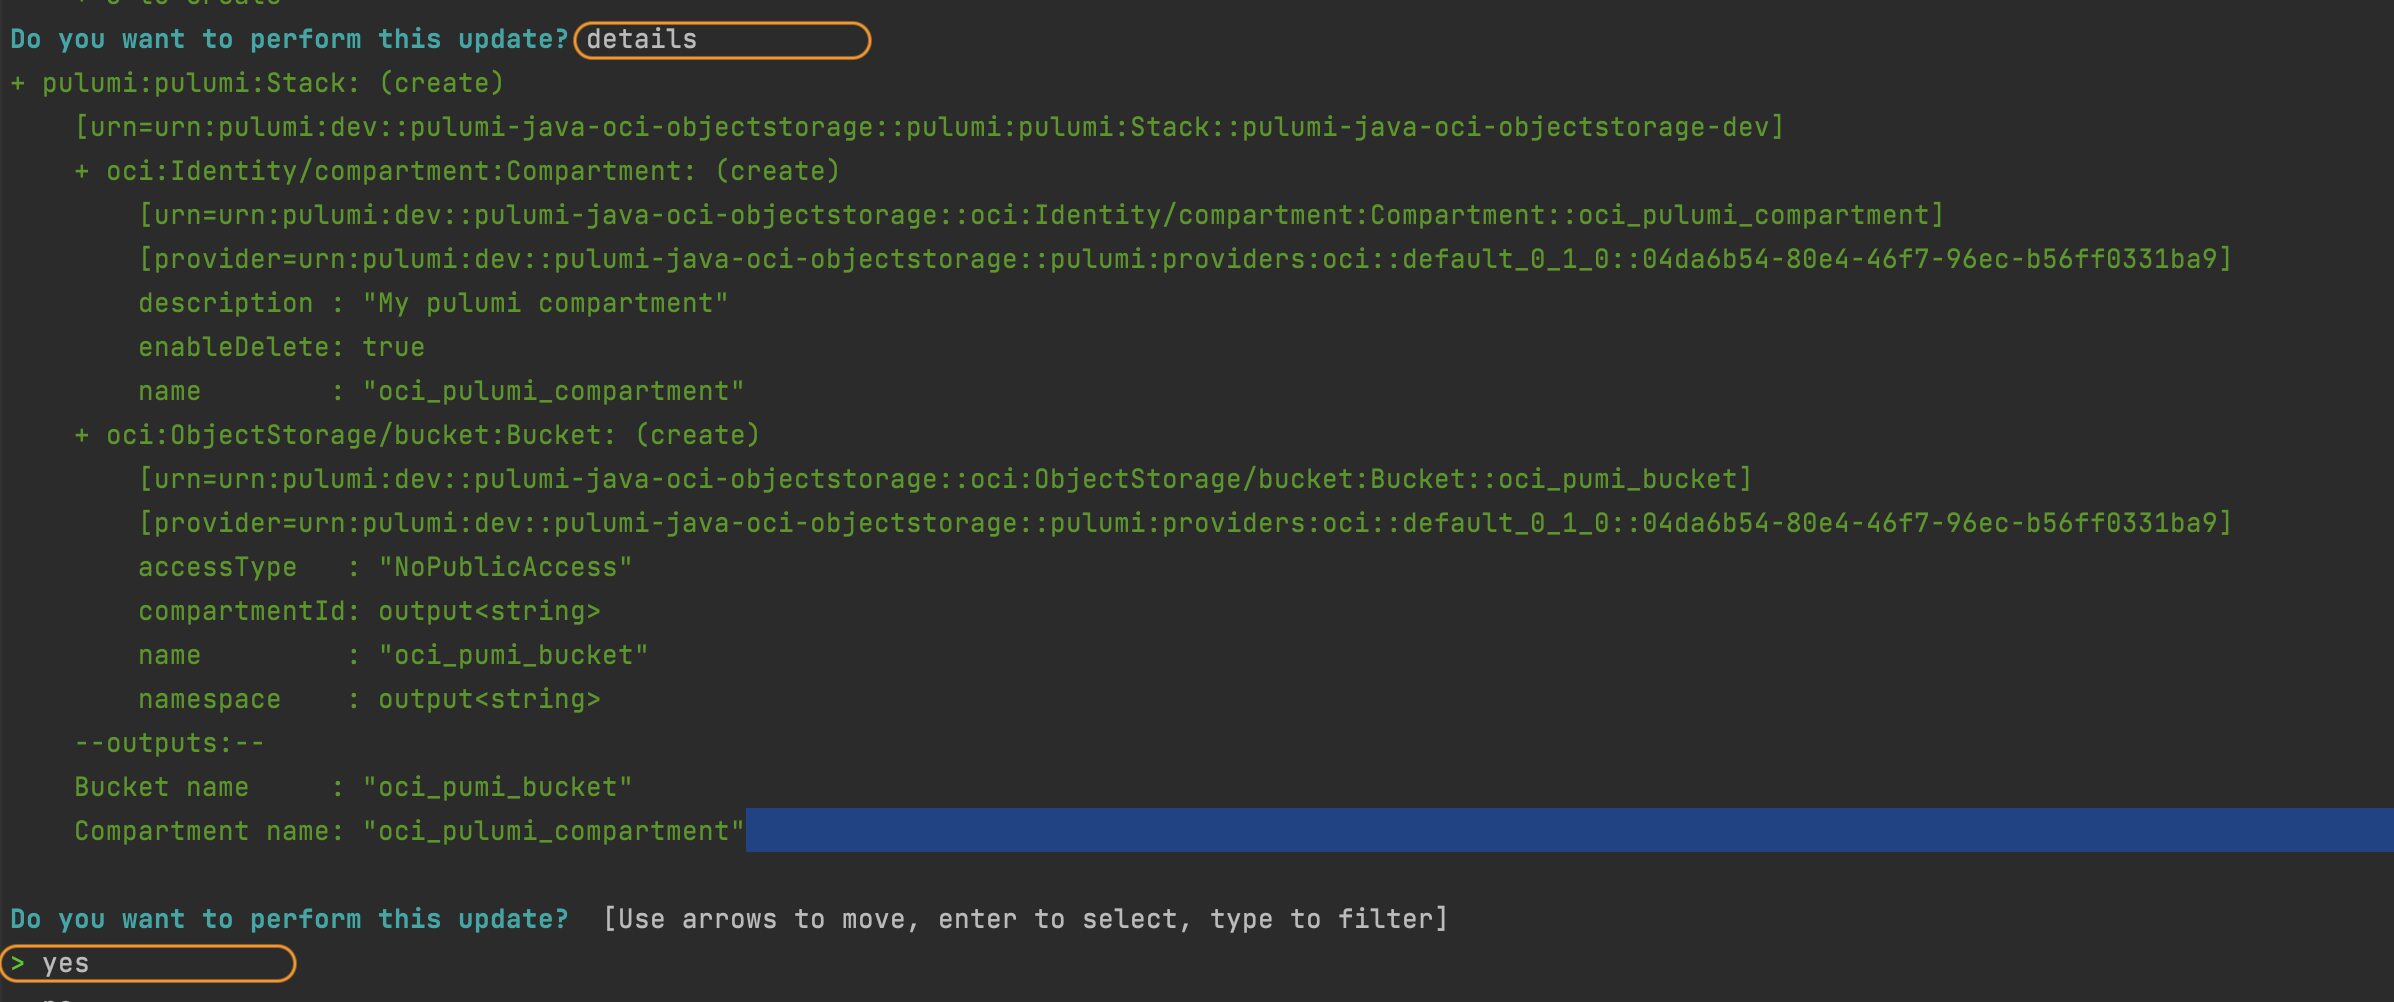 Do you want to perform this update? details
+ pulumi:pulumi:Stack: (create)
[urn=urn:pulumi:dev::pulumi-java-oci-objectstorage::pulumi:pulumi:Stack::pulumi-java-oci-objectstorage-dev]
+ oci:Identity/compartment:Compartment: (create)
[urn=urn:pulumi:dev::pulumi-java-oci-objectstorage::oci:Identity/compartment:Compartment::oci_pulumi_compartment]
[provider=urn:pulumi:dev::pulumi-java-oci-objectstorage::pulumi:providers:oci::default_0_1_0::04da6b54-80e4-46f7-96ec-b56ff0331ba9]
description : "My pulumi compartment"
enableDelete: true
name : "oci_pulumi_compartment"
+ oci:ObjectStorage/bucket:Bucket: (create)
[urn=urn:pulumi:dev::pulumi-java-oci-objectstorage::oci:ObjectStorage/bucket:Bucket::oci_pumi_bucket]
[provider=urn:pulumi:dev::pulumi-java-oci-objectstorage::pulumi:providers:oci::default_0_1_0::04da6b54-80e4-46f7-96ec-b56ff0331ba9]
accessType : "NoPublicAccess"
compartmentId: output<string>
name : "oci_pumi_bucket"
namespace : output<string>
--outputs:--
Bucket name : "oci_pumi_bucket"
Compartment name: "oci_pulumi_compartment"
Do you want to perform this update? [Use arrows to move, enter to select, type to filter]
> yes